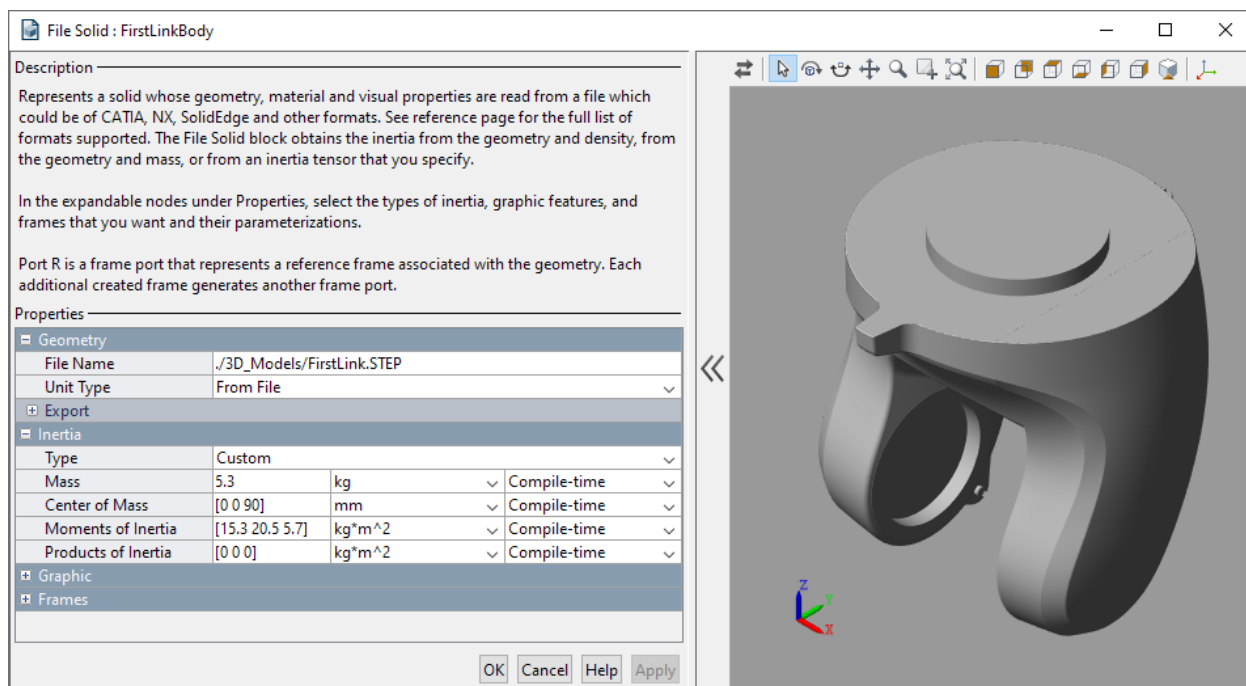 File Solid : FirstLinkBody
Description
Represents a solid whose geometry, material and visual properties are read from a file which
could be of CATIA, NX, SolidEdge and other formats. See reference page for the full list of
formats supported. The File Solid block obtains the inertia from the geometry and density, from
the geometry and mass, or from an inertia tensor that you specify.
In the expandable nodes under Properties, select the types of inertia, graphic features, and
frames that you want and their parameterizations.
Port R is a frame port that represents a reference frame associated with the geometry. Each
additional created frame generates another frame port.
Properties
Geometry
File Name ./3D_Models/FirstLink.STEP
Unit Type From File
Export
Inertia
Type Custom
Mass 5.3 kg Compile-time
Center of Mass [0 0 90] mm Compile-time
Moments of Inertia [15.3 20.5 5.7] kg*m^2 Compile-time
Products of Inertia [0 0 0] kg*m^2 Compile-time
Graphic
Frames
OK Cancel Help Apply
Z
Y
X